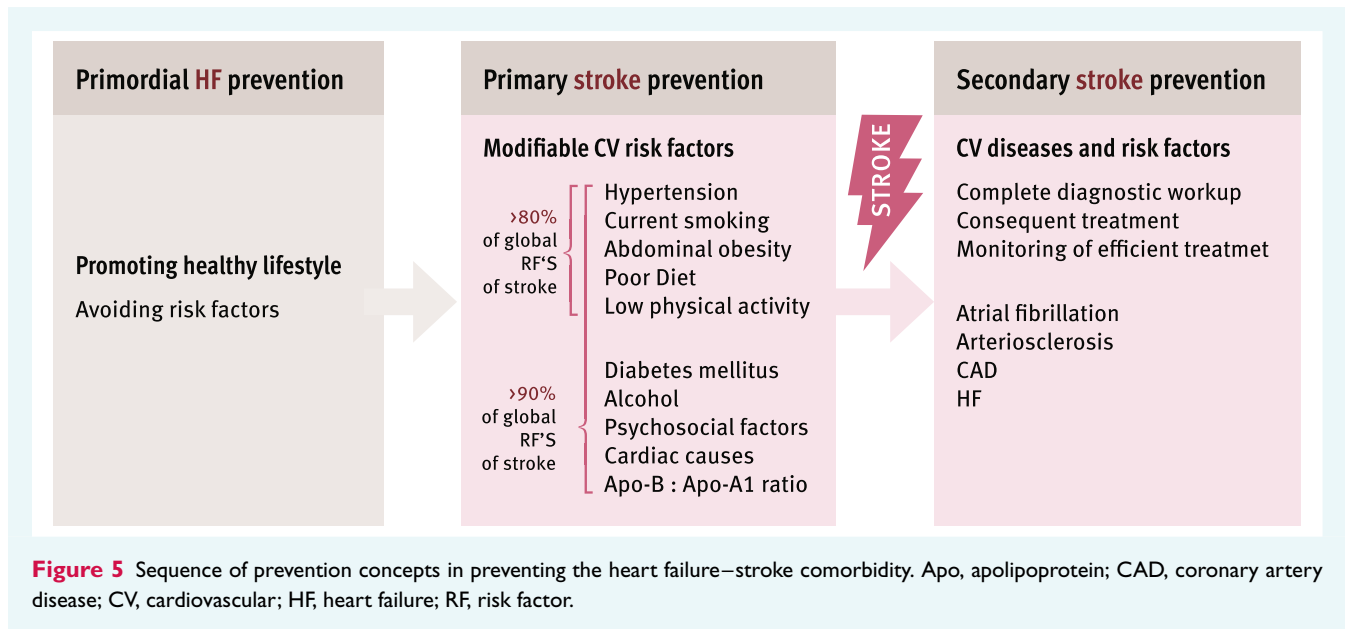 Primordial HF prevention
Promoting healthy lifestyle
Avoiding risk factors
Primary stroke prevention
Modifiable CV risk factors
>80%
of global
RF‘S
of stroke
Hypertension
Current smoking
Abdominal obesity
Poor Diet
Low physical activity
>90%
of global
RF’S
of stroke
Diabetes mellitus
Alcohol
Psychosocial factors
Cardiac causes
Apo-B : Apo-A1 ratio
STROKE
Secondary stroke prevention
CV diseases and risk factors
Complete diagnostic workup
Consequent treatment
Monitoring of efficient treatmet
Atrial fibrillation
Arteriosclerosis
CAD
HF
Figure 5 Sequence of prevention concepts in preventing the heart failure–stroke comorbidity. Apo, apolipoprotein; CAD, coronary artery
disease; CV, cardiovascular; HF, heart failure; RF, risk factor.